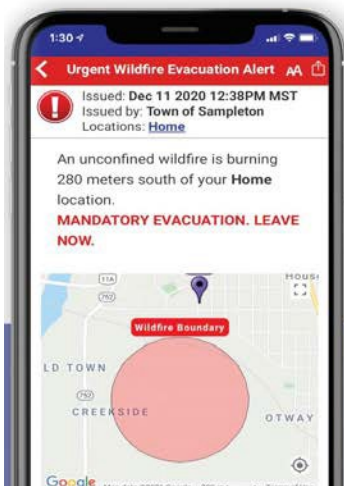 1:30
Urgent Wildfire Evacuation Alert AA
Issued: Dec 11 2020 12:38PM MST
Issued by: Town of Sampleton
Locations: Home
An unconfined wildfire is burning
280 meters south of your Home
location.
MANDATORY EVACUATION. LEAVE
NOW.
11A
762
Wildfire Boundary
LD TOWN
762
CREEKSIDE
OTWAY
Google